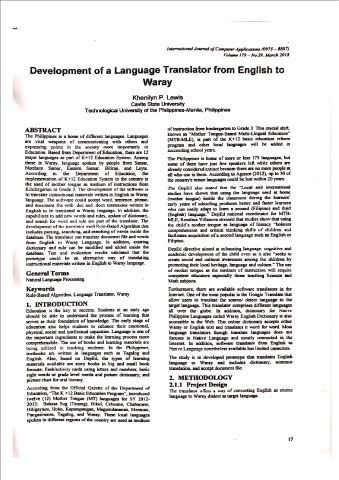 International Journal of Computer Applications (0975 – 8887)
Volume 179 – No.29, March 2018
Development of a Language Translator from English to
Waray
Khenilyn P. Lewis
Cavite State University
Technological University of the Philippines-Manila, Philippines
ABSTRACT
The Philippines is a home of different languages. Languages
are vital weapons of communicating with others and
expressing points in the society more importantly in
Education. Based from Department of Education, there are 12
major languages as part of K+12 Education System. Among
these is Waray, language spoken by people from Samar,
Northern Samar, Eastern Samar, Biliran and Leyte.
According to the Department of Education, the
implementation of K+12 Education System in the country is
the used of mother tongue as medium of instructions from
Kindergarten to Grade 3. The development of the software is
to translate instructional materials written in English to Waray
language. The software could accept word, sentence, phrase,
and document file with .doc and .docx extensions written in
English to be translated in Waray language. In addition, the
capabilities to add new words and rules, update of dictionary,
and search for word and rule are part of the translator. The
development of the translator used Rule-Based Algorithm that
includes parsing, searching, and matching of words inside the
database. The translator can translate document file and words
from English to Waray Language. In addition, existing
dictionary and rule can be modified and added inside the
database. Test and evaluation results validated that the
prototype could be an alternative way of translating
instructional materials written in English to Waray language.
General Terms
Natural Language Processing
Keywords
Rule-Based Algorithm, Language Translator, Waray
1. INTRODUCTION
Education is the key to success. Students in an early age
should be able to understand the process of learning that
serves as their foundation of knowledge. The early stage of
education also helps students to enhance their emotional,
physical, social and intellectual capacities. Language is one of
the important ingredients to make the learning process more
comprehensible. The use of books and learning materials are
being utilized in teaching students. In the Philippines,
textbooks are written in languages such as Tagalog and
English. Also, based on DepEd, the types of learning
materials available are story books in big and small book
formats; flash/activity cards using letters and numbers; basic
sight words or grade level words and picture dictionary; and
picture chart for oral literacy.
According from the Official Gazette of the Department of
Education, "The K +12 Basic Education Program", introduced
twelve (12) Mother Tongue (MT) languages for SY 2012-
2013: Bahasa Sug (Tausug), Bikol, Cebuano, Chabacano,
Hiligaynon, Iloko, Kapampangan, Maguindanaoan, Meranao,
Pangasinense, Tagalog, and Waray. These local languages
spoken in different regions of the country are used as medium
of instruction from kindergarten to Grade 3. This crucial shift,
known as "Mother Tongue-Based Multi-Lingual Education"
(MTB-MLE), is part of the K+12 basic education reform
program and other local languages will be added in
succeeding school years.
The Philippines is home of more or less 175 languages, but
some of them have just few speakers left while others are
already considered extinct because there are no more people at
all who use it them. According to Agence (2012), up to 50 of
the country's minor languages could be lost within 20 years.
The DepEd also stated that the "Local and international
studies have shown that using the language used at home
(mother tongue) inside the classroom during the learners'
early years of schooling produces better and faster learners
who can easily adapt to learn a second (Filipino) and third
(English) language." DepEd national coordinator for MTB-
MLE, Rosalina Villaneza stressed that studies show that using
the child's mother tongue as language of literacy "bolsters
comprehension and critical thinking skills of children and
facilitates acquisition of a second language such as English or
Filipino.
DepEd directive aimed at enhancing language, cognitive and
academic development of the child even as it also "seeks to
create social and cultural awareness among the children by
promoting their local heritage, language and culture." The use
of mother tongue as the medium of instruction will require
competent educators especially those teaching Science and
Math subjects.
Furthermore, there are available software translators in the
Internet. One of the most popular is the Google Translate that
allow users to translate the source/ detect language to the
target language. This translator comprises different languages
all over the globe. In addition, dictionary for Native
Philippine Languages called Waray English Dictionary is also
accessible in the Web. This online dictionary accepts either
Waray or English text and translates it word for word. Most
language translators though translate languages does not
focuses in Native Language and mostly connected in the
Internet. In addition, software translator from English to
Native Language nonetheless available has limited capacities.
The study is to developed prototype that translates English
language to Waray and includes dictionary, sentence
translation, and accept document file.
2. METHODOLOGY
2.1.1 Project Design
The translator offers a way of converting English as source
language to Waray dialect as target language.
17